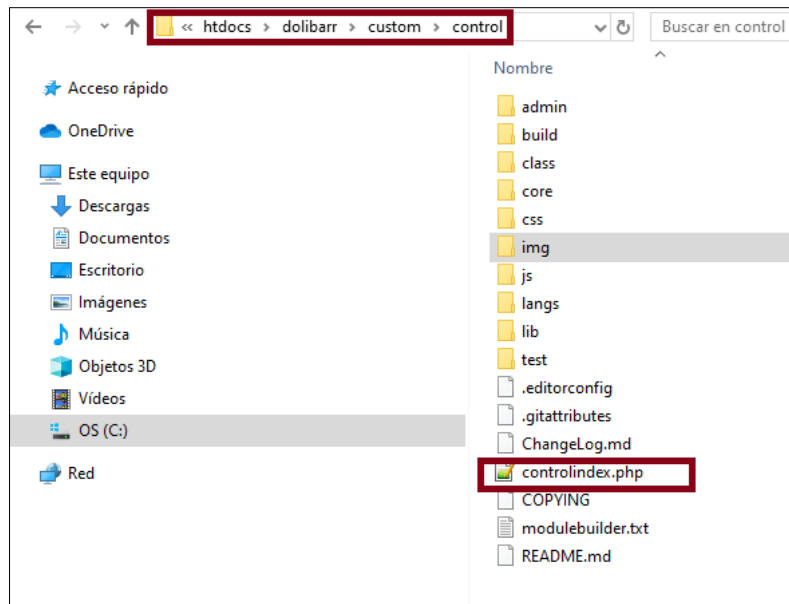 « htdocs › dolibarr › custom › control
Buscar en control
Acceso rápido
OneDrive
Este equipo
Descargas
Documentos
Escritorio
Imágenes
Música
Objetos 3D
Vídeos
OS (C:)
Red
Nombre
admin
build
class
core
css
img
js
langs
lib
test
.editorconfig
.gitattributes
ChangeLog.md
controlindex.php
COPYING
modulebuilder.txt
README.md